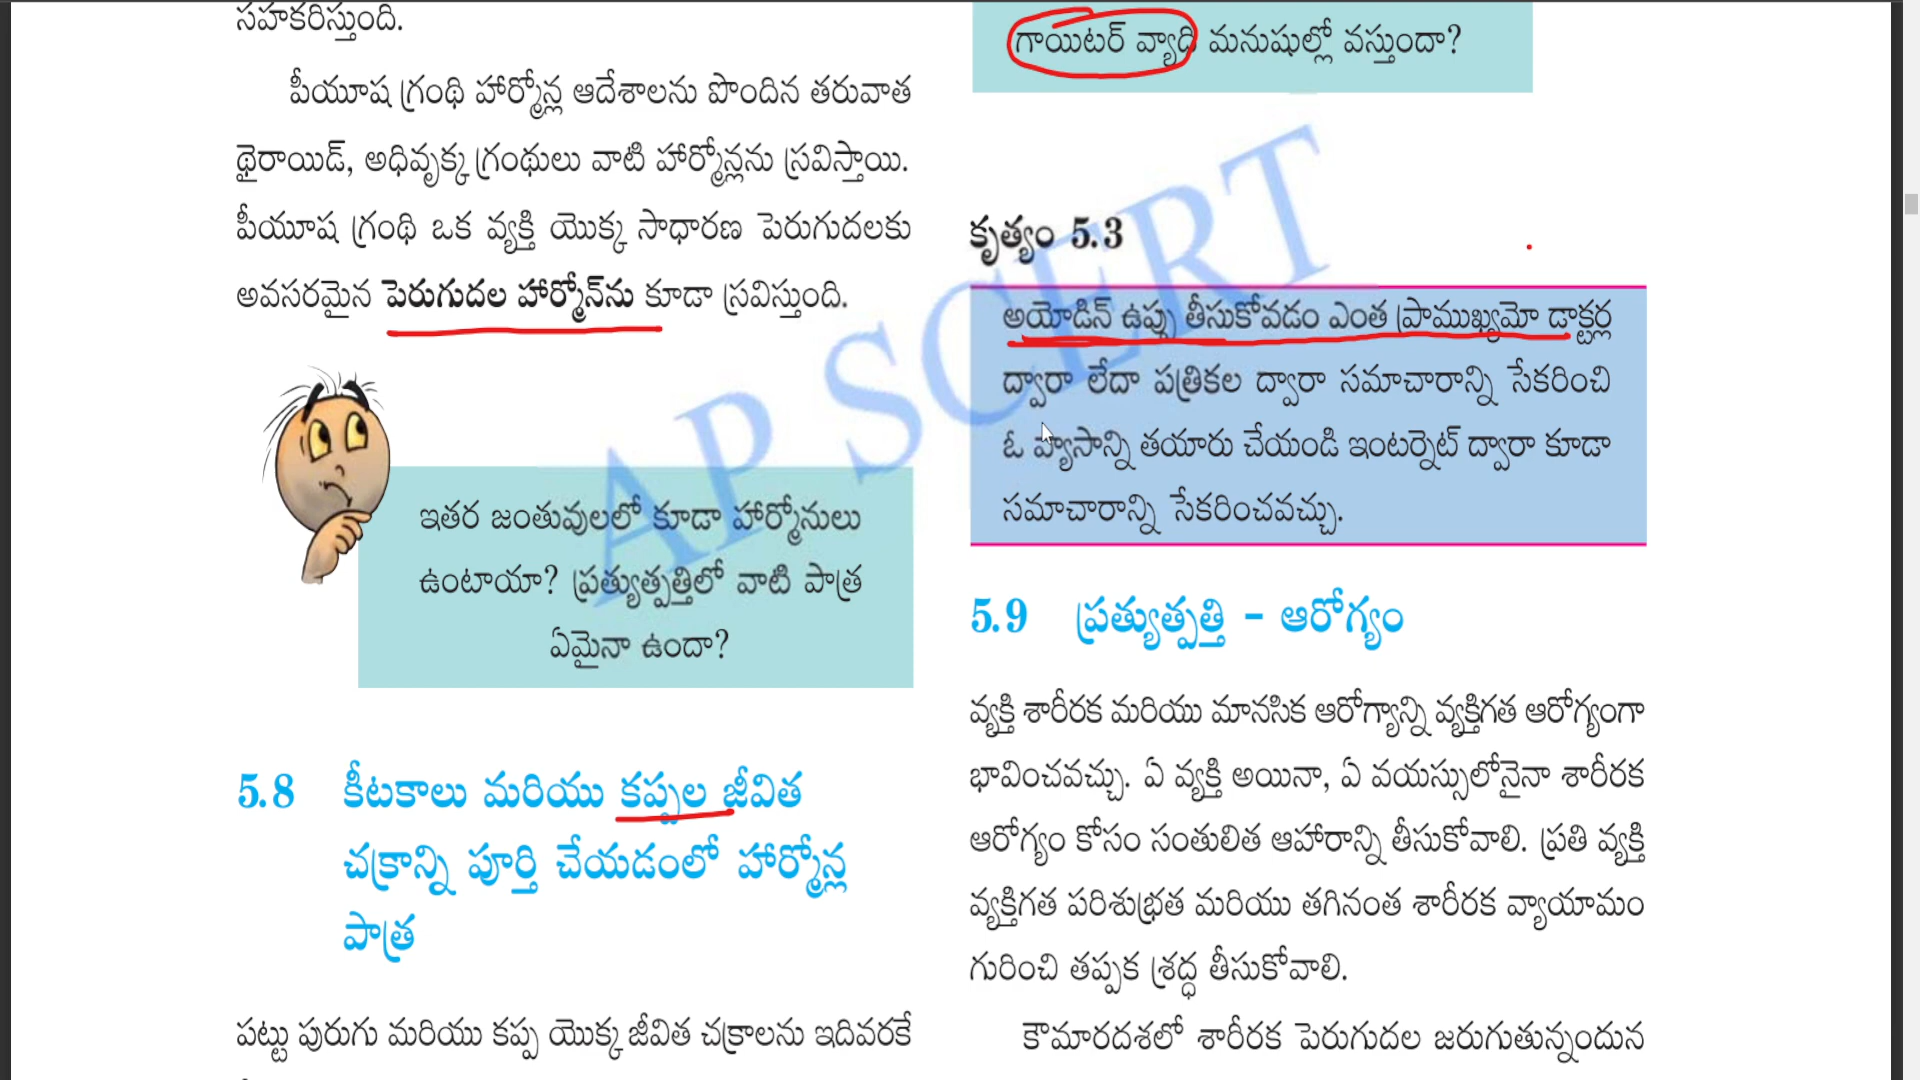 సహకరిస్తుంది.
పీయూష గ్రంథి హార్మోన్ల ఆదేశాలను పొందిన తరువాత
థైరాయిడ్, అధివృక్క గ్రంథులు వాటి హార్మోన్లను స్రవిస్తాయి.
పీయూష గ్రంథి ఒక వ్యక్తి యొక్క సాధారణ పెరుగుదలకు
అవసరమైన పెరుగుదల హార్మోన్‌ను కూడా స్రవిస్తుంది.
ఇతర జంతువులలో కూడా హార్మోనులు
ఉంటాయా? ప్రత్యుత్పత్తిలో వాటి పాత్ర
ఏమైనా ఉందా?
5.8 కీటకాలు మరియు కప్పల జీవిత
చక్రాన్ని పూర్తి చేయడంలో హార్మోన్ల
పాత్ర
పట్టు పురుగు మరియు కప్ప యొక్క జీవిత చక్రాలను ఇదివరకే
గాయిటర్ వ్యాధి మనుషుల్లో వస్తుందా?
కృత్యం 5.3
అయోడిన్ ఉప్పు తీసుకోవడం ఎంత ప్రాముఖ్యమో డాక్టర్ల
ద్వారా లేదా పత్రికల ద్వారా సమాచారాన్ని సేకరించి
ఓ వ్యాసాన్ని తయారు చేయండి ఇంటర్నెట్ ద్వారా కూడా
సమాచారాన్ని సేకరించవచ్చు.
5.9 ప్రత్యుత్పత్తి - ఆరోగ్యం
వ్యక్తి శారీరక మరియు మానసిక ఆరోగ్యాన్ని వ్యక్తిగత ఆరోగ్యంగా
భావించవచ్చు. ఏ వ్యక్తి అయినా, ఏ వయస్సులోనైనా శారీరక
ఆరోగ్యం కోసం సంతులిత ఆహారాన్ని తీసుకోవాలి. ప్రతి వ్యక్తి
వ్యక్తిగత పరిశుభ్రత మరియు తగినంత శారీరక వ్యాయామం
గురించి తప్పక శ్రద్ధ తీసుకోవాలి.
కౌమారదశలో శారీరక పెరుగుదల జరుగుతున్నందున
AP SCERT